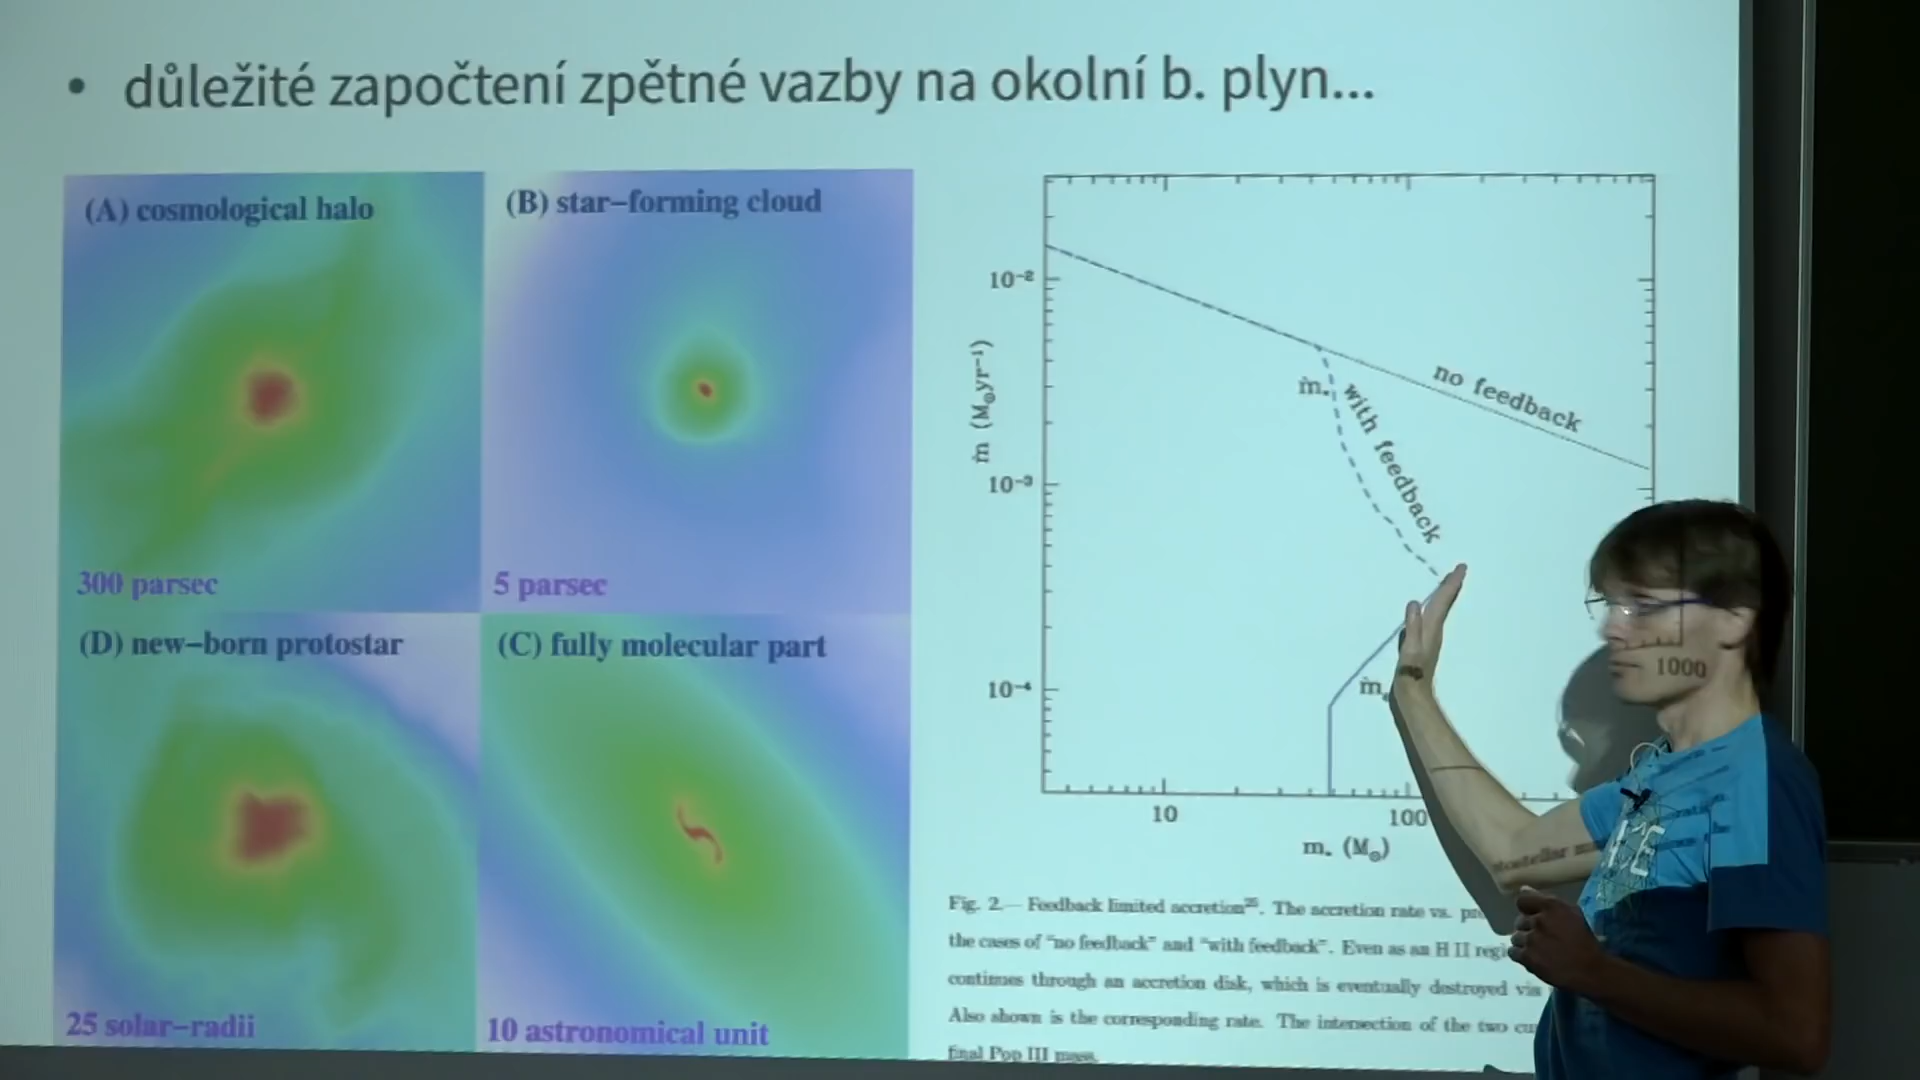 • důležité započtení zpětné vazby na okolní b. plyn...
(A) cosmological halo
300 parsec
(B) star-forming cloud
5 parsec
(D) new-born protostar
25 solar-radii
(C) fully molecular part
10 astronomical unit
10⁻²
10⁻³
10⁻⁴
ṁ (M⊙yr⁻¹)
no feedback
with feedback
ṁ
ṁ
10
100
1000
m. (M⊙)
Fig. 2.— Feedback limited accretion. The accretion rate vs.
the cases of “no feedback” and “with feedback”. Even as an H II
continues through an accretion disk, which is eventually destroyed via
Also shown is the corresponding rate. The intersection of the two
final Pop III mass.